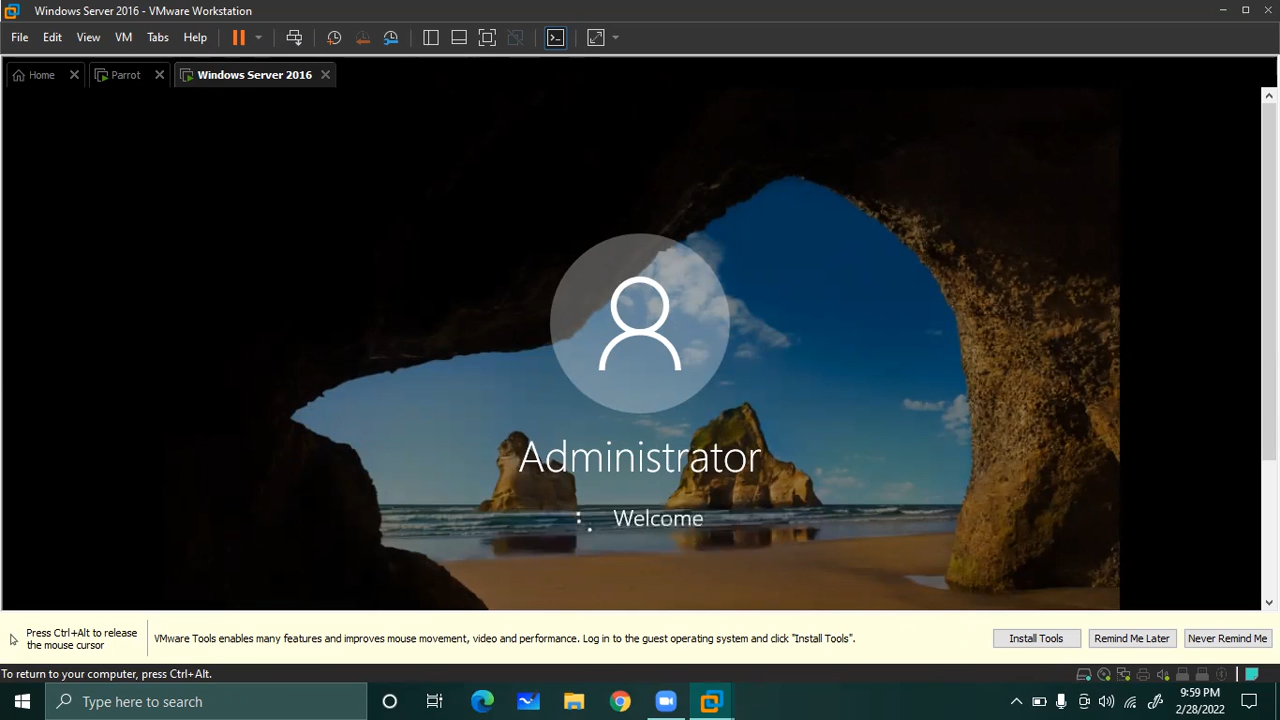 Windows Server 2016 - VMware Workstation
File Edit View VM Tabs Help
Home Parrot Windows Server 2016
Administrator
Welcome
Press Ctrl+Alt to release
the mouse cursor
VMware Tools enables many features and improves mouse movement, video and performance. Log in to the guest operating system and click "Install Tools".
Install Tools Remind Me Later Never Remind Me
To return to your computer, press Ctrl+Alt.
Type here to search
9:59 PM
2/28/2022